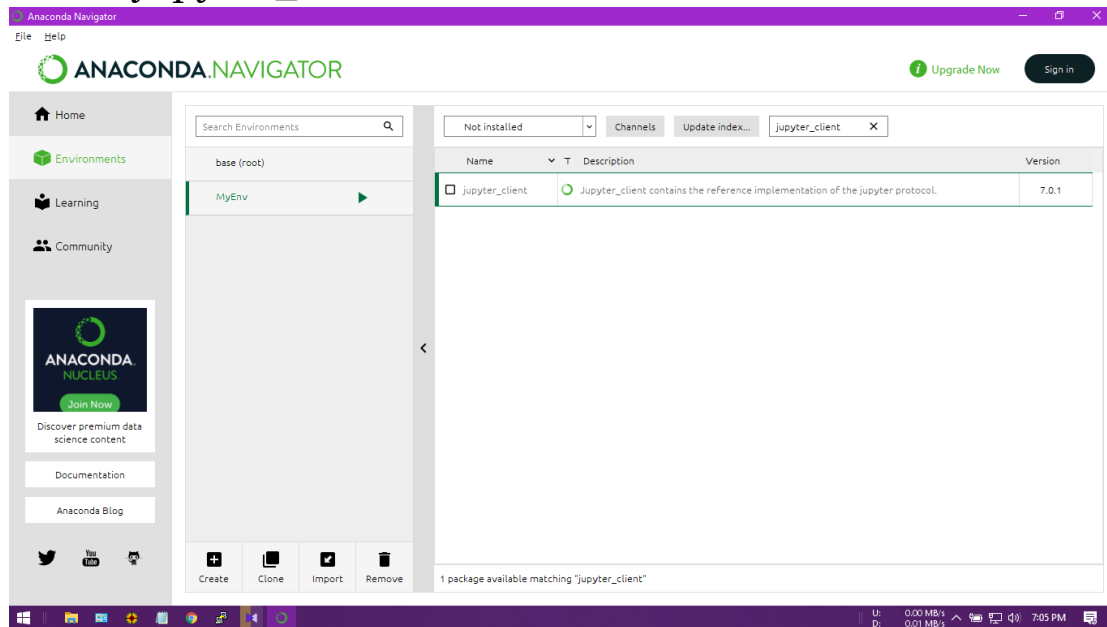 Anaconda Navigator
File Help
ANACONDA.NAVIGATOR
i Upgrade Now
Sign in
Home
Environments
Learning
Community
ANACONDA.
NUCLEUS
Join Now
Discover premium data
science content
Documentation
Anaconda Blog
You
Tube
Search Environments
base (root)
MyEnv
Create Clone Import Remove
Not installed Channels Update index... jupyter_client X
Name T Description Version
jupyter_client Jupyter_client contains the reference implementation of the jupyter protocol. 7.0.1
1 package available matching "jupyter_client"
U: 0.00 MB/s
D: 0.01 MB/s
7:05 PM